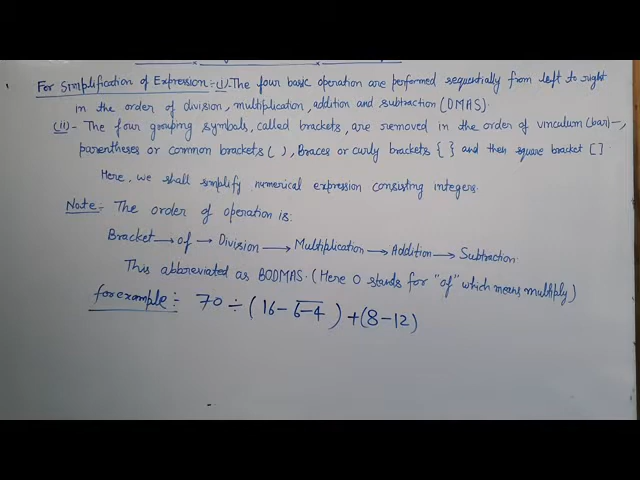 For Simplification of Expression:-(i)-The four basic operation are performed sequentially from left to right
in the order of division, multiplication, addition and subtraction (DMAS).
(ii)- The four grouping symbols, called brackets, are removed in the order of vinculum (bar)—,
parentheses or common brackets ( ), Braces or curly brackets { } and then square bracket [ ].
Here, we shall simplify numerical expression consisting integers.
Note:- The order of operation is:
Bracket → of → Division → Multiplication → Addition → Subtraction.
This abbreviated as BODMAS. (Here O stands for "of" which means multiply)
for example:- 70 ÷ (16 - 6̅-̅4̅) + (8-12)